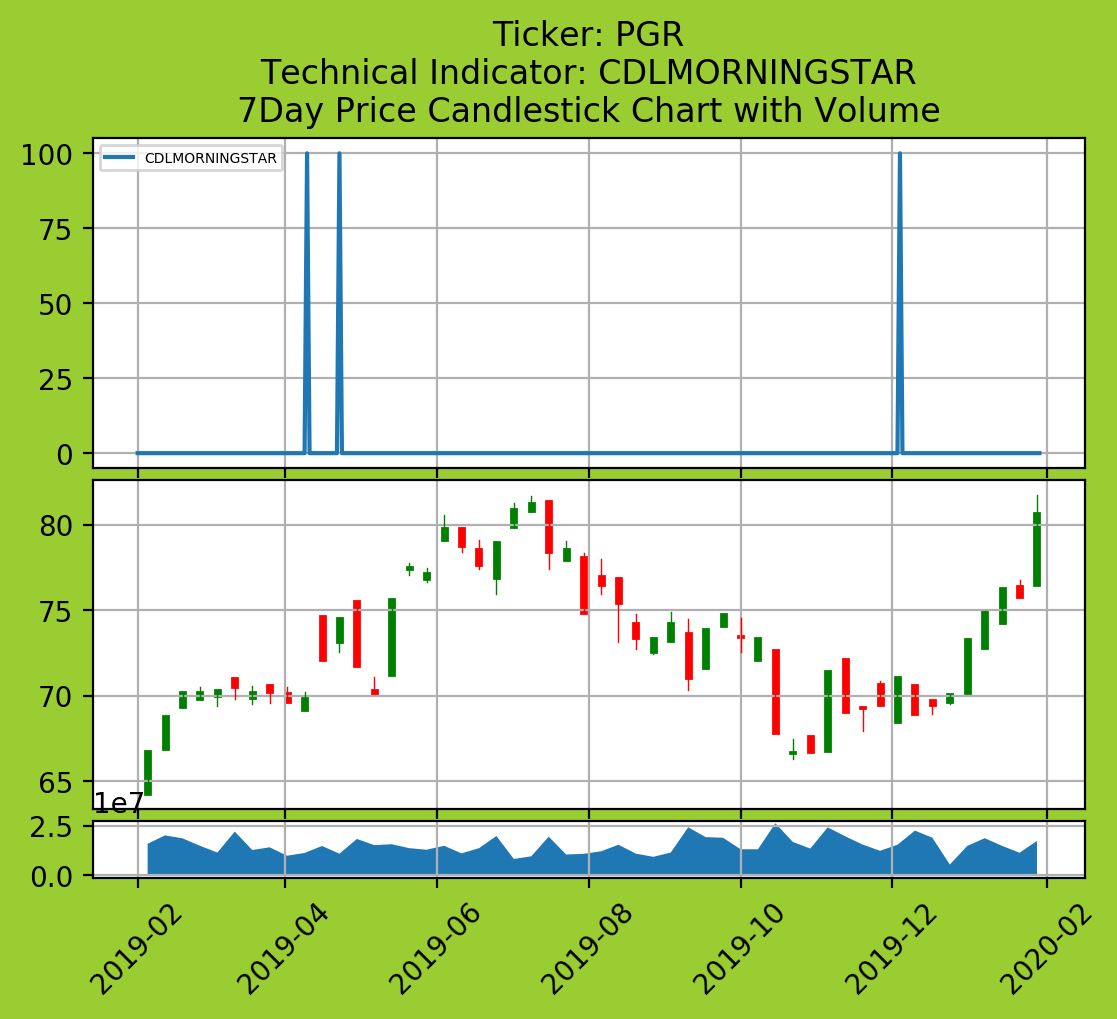 Ticker: PGR
Technical Indicator: CDLMORNINGSTAR
7Day Price Candlestick Chart with Volume
100
CDLMORNINGSTAR
75
50
25
0
80
75
70
65
1e7
2.5
0.0
2019-02 2019-04 2019-06 2019-08 2019-10 2019-12 2020-02